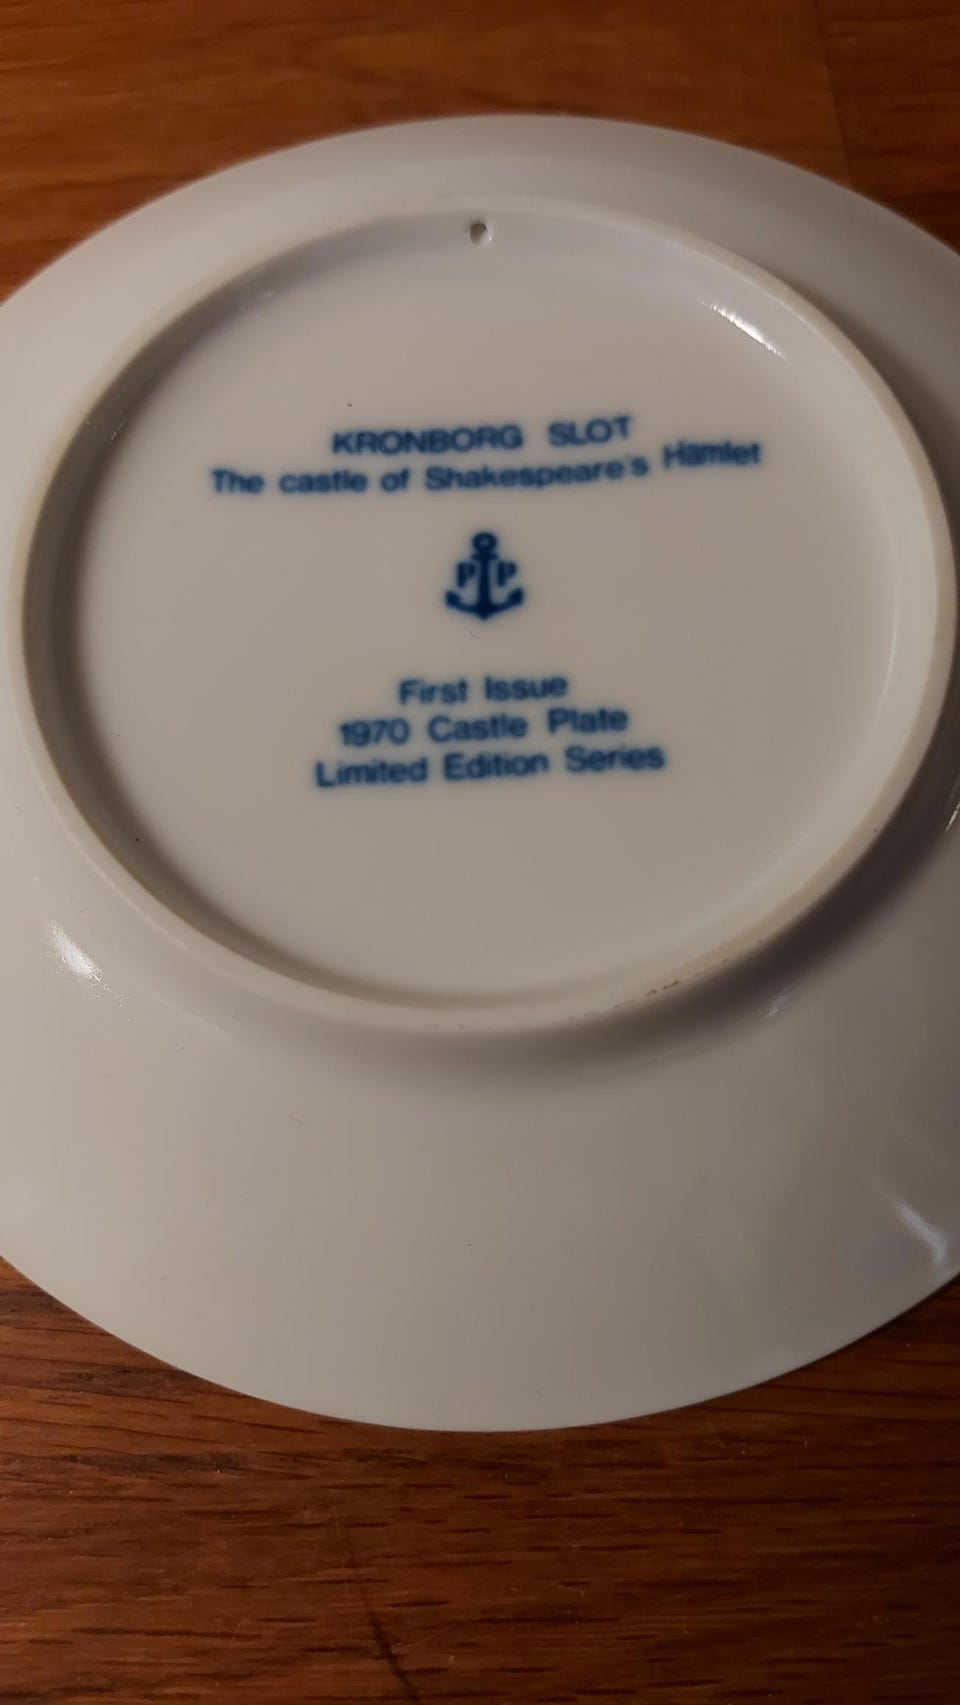 KRONBORG SLOT
The castle of Shakespeare's Hamlet
P P
First Issue
1970 Castle Plate
Limited Edition Series